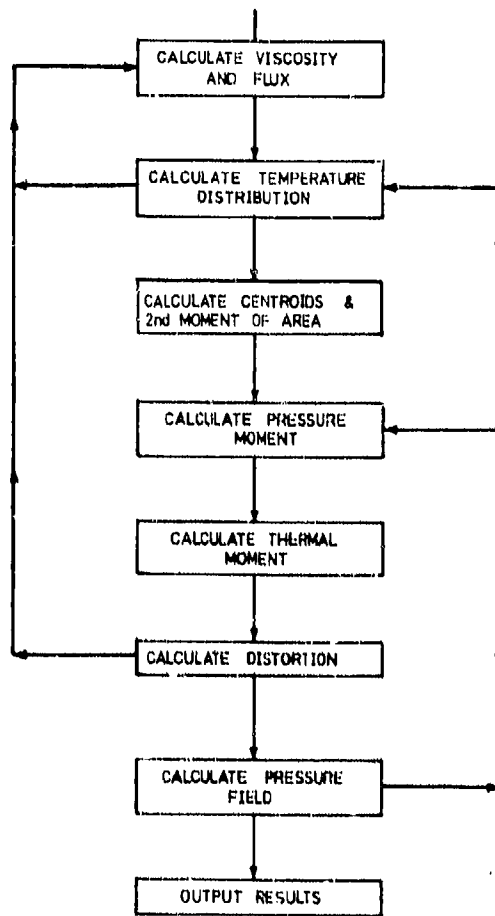 CALCULATE VISCOSITY
AND FLUX
CALCULATE TEMPERATURE
DISTRIBUTION
CALCULATE CENTROIDS &
2nd MOMENT OF AREA
CALCULATE PRESSURE
MOMENT
CALCULATE THERMAL
MOMENT
CALCULATE DISTORTION
CALCULATE PRESSURE
FIELD
OUTPUT RESULTS